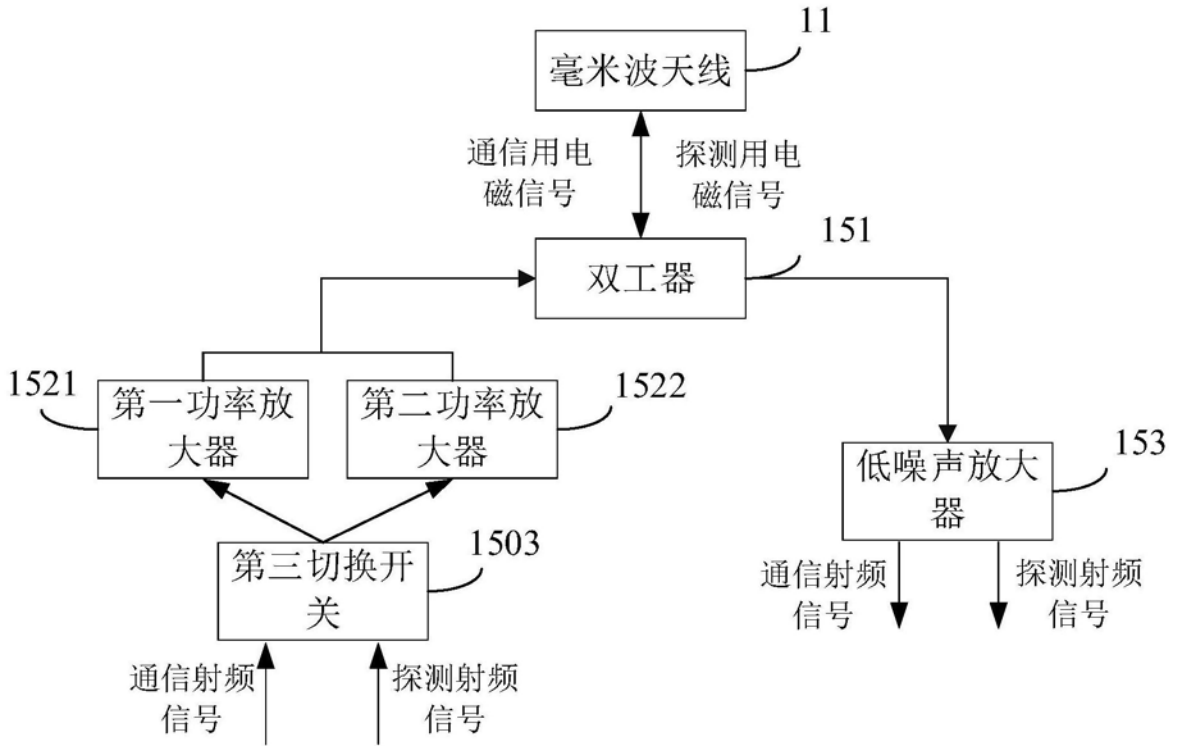 11
毫米波天线
通信用电
磁信号
探测用电
磁信号
151
双工器
1521
第一功率放
大器
1522
第二功率放
大器
153
低噪声放大
器
1503
第三切换开
关
通信射频
信号
探测射频
信号
通信射频
信号
探测射频
信号